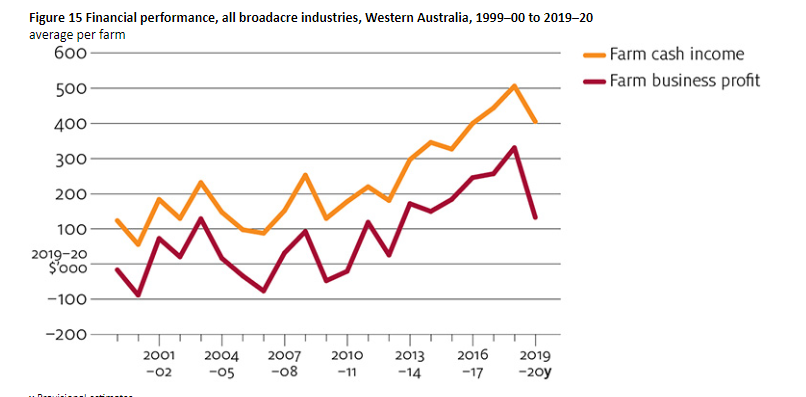 Figure 15 Financial performance, all broadacre industries, Western Australia, 1999–00 to 2019–20
average per farm
600
500
400
300
200
100
2019–20
$'000
−100
−200
2001 2004 2007 2010 2013 2016 2019
–02 –05 –08 –11 –14 –17 –20y
Farm cash income
Farm business profit